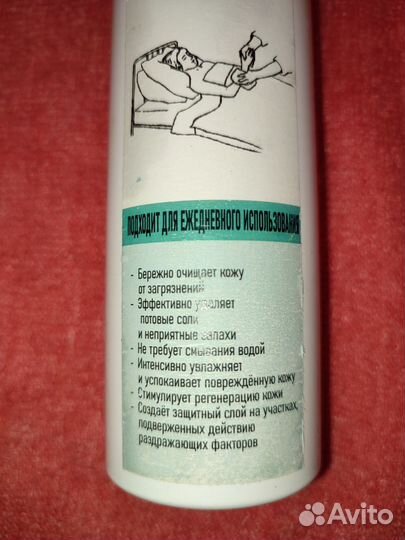 ПОДХОДИТ ДЛЯ ЕЖЕДНЕВНОГО ИСПОЛЬЗОВАНИЯ
- Бережно очищает кожу
от загрязнений
- Эффективно удаляет
потовые соли
и неприятные запахи
- Не требует смывания водой
- Интенсивно увлажняет
и успокаивает повреждённую кожу
- Стимулирует регенерацию кожи
- Создаёт защитный слой на участках,
подверженных действию
раздражающих факторов
Avito